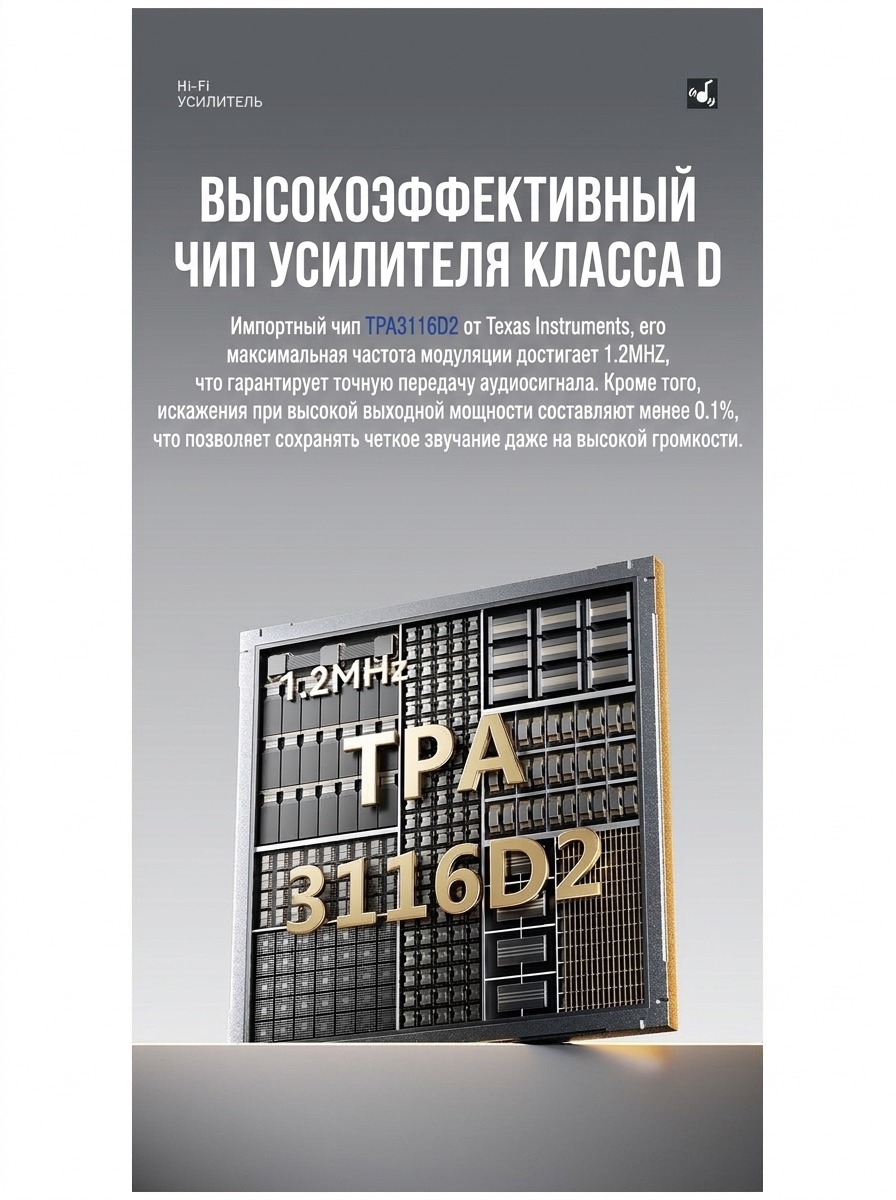 Hi-Fi
УСИЛИТЕЛЬ
ВЫСОКОЭФФЕКТИВНЫЙ
ЧИП УСИЛИТЕЛЯ КЛАССА D
Импортный чип TPA3116D2 от Texas Instruments, его
максимальная частота модуляции достигает 1.2MHZ,
что гарантирует точную передачу аудиосигнала. Кроме того,
искажения при высокой выходной мощности составляют менее 0.1%,
что позволяет сохранять четкое звучание даже на высокой громкости.
1.2MHz
TPA
3116D2